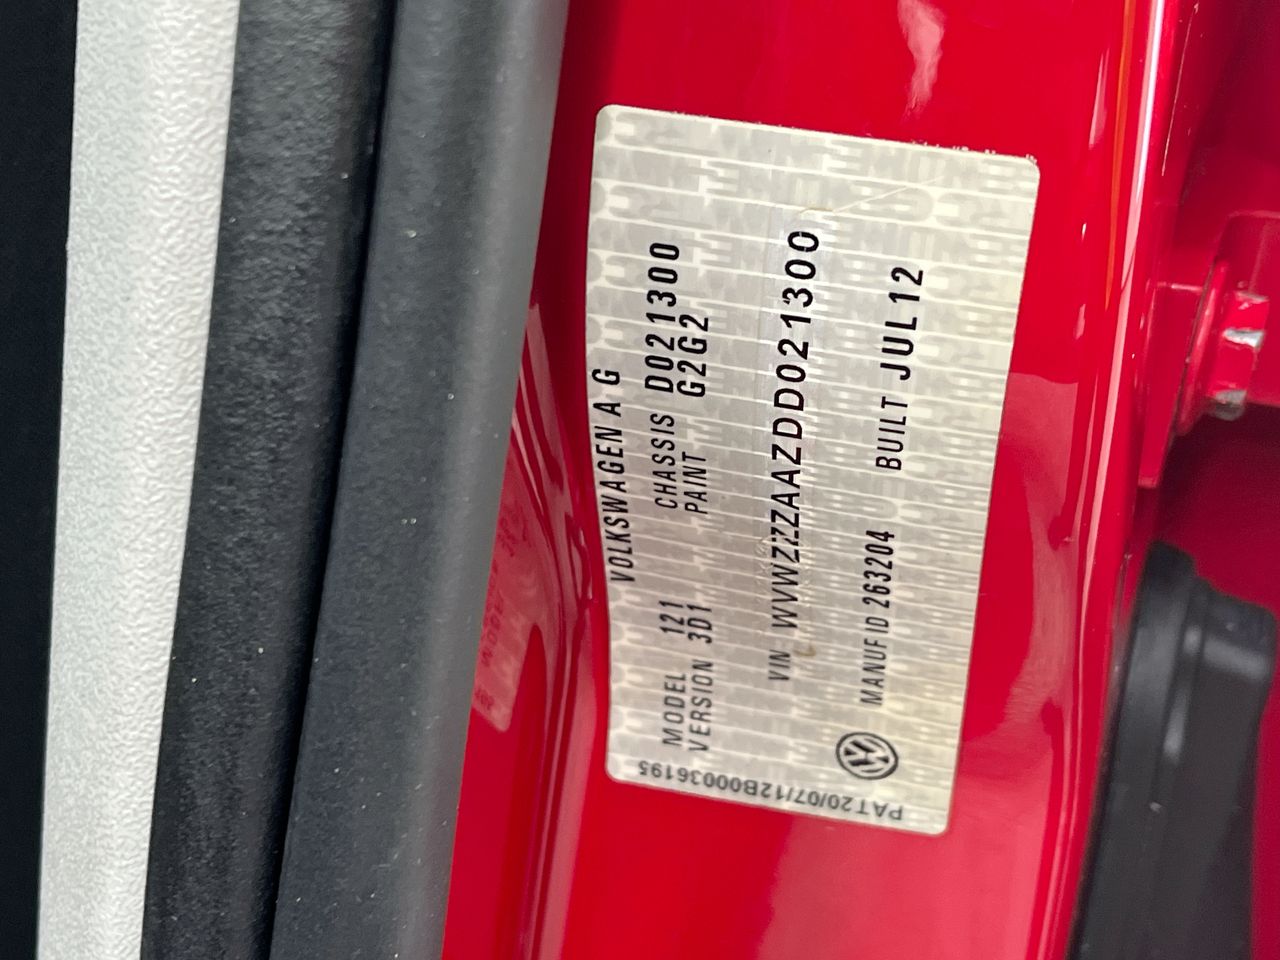 VOLKSWAGEN AG
MODEL 121 CHASSIS D021300
VERSION 3D1 PAINT G2G2
VIN WVWZZZAAZDD021300
MANUF ID 263204 BUILT JUL12
PAT20/07/12B00036195